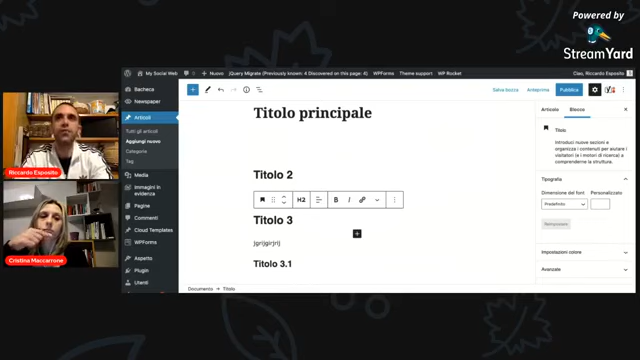 Powered by
StreamYard
My Social Web
Nuovo
jQuery Migrate (Previously known: 4 Discovered on this page: 4)
WPForms
Theme support
WP Rocket
Ciao, Riccardo Esposito
Bacheca
Newspaper
Articoli
Tutti gli articoli
Aggiungi nuovo
Categorie
Tag
Media
Immagini in
evidenza
Pagine
Commenti
Cloud Templates
WPForms
Aspetto
Plugin
Utenti
Salva bozza
Anteprima
Pubblica
Titolo principale
Titolo 2
H2
B
I
Titolo 3
Titolo 3.1
Documento → Titolo
Articolo
Blocco
Titolo
Introduci nuove sezioni e
organizza i contenuti per aiutare i
visitatori (e i motori di ricerca) a
comprenderne la struttura.
Tipografia
Dimensione del font
Personalizzato
Predefinito
Reimposta
Impostazioni colore
Avanzate
Riccardo Esposito
Cristina Maccarrone